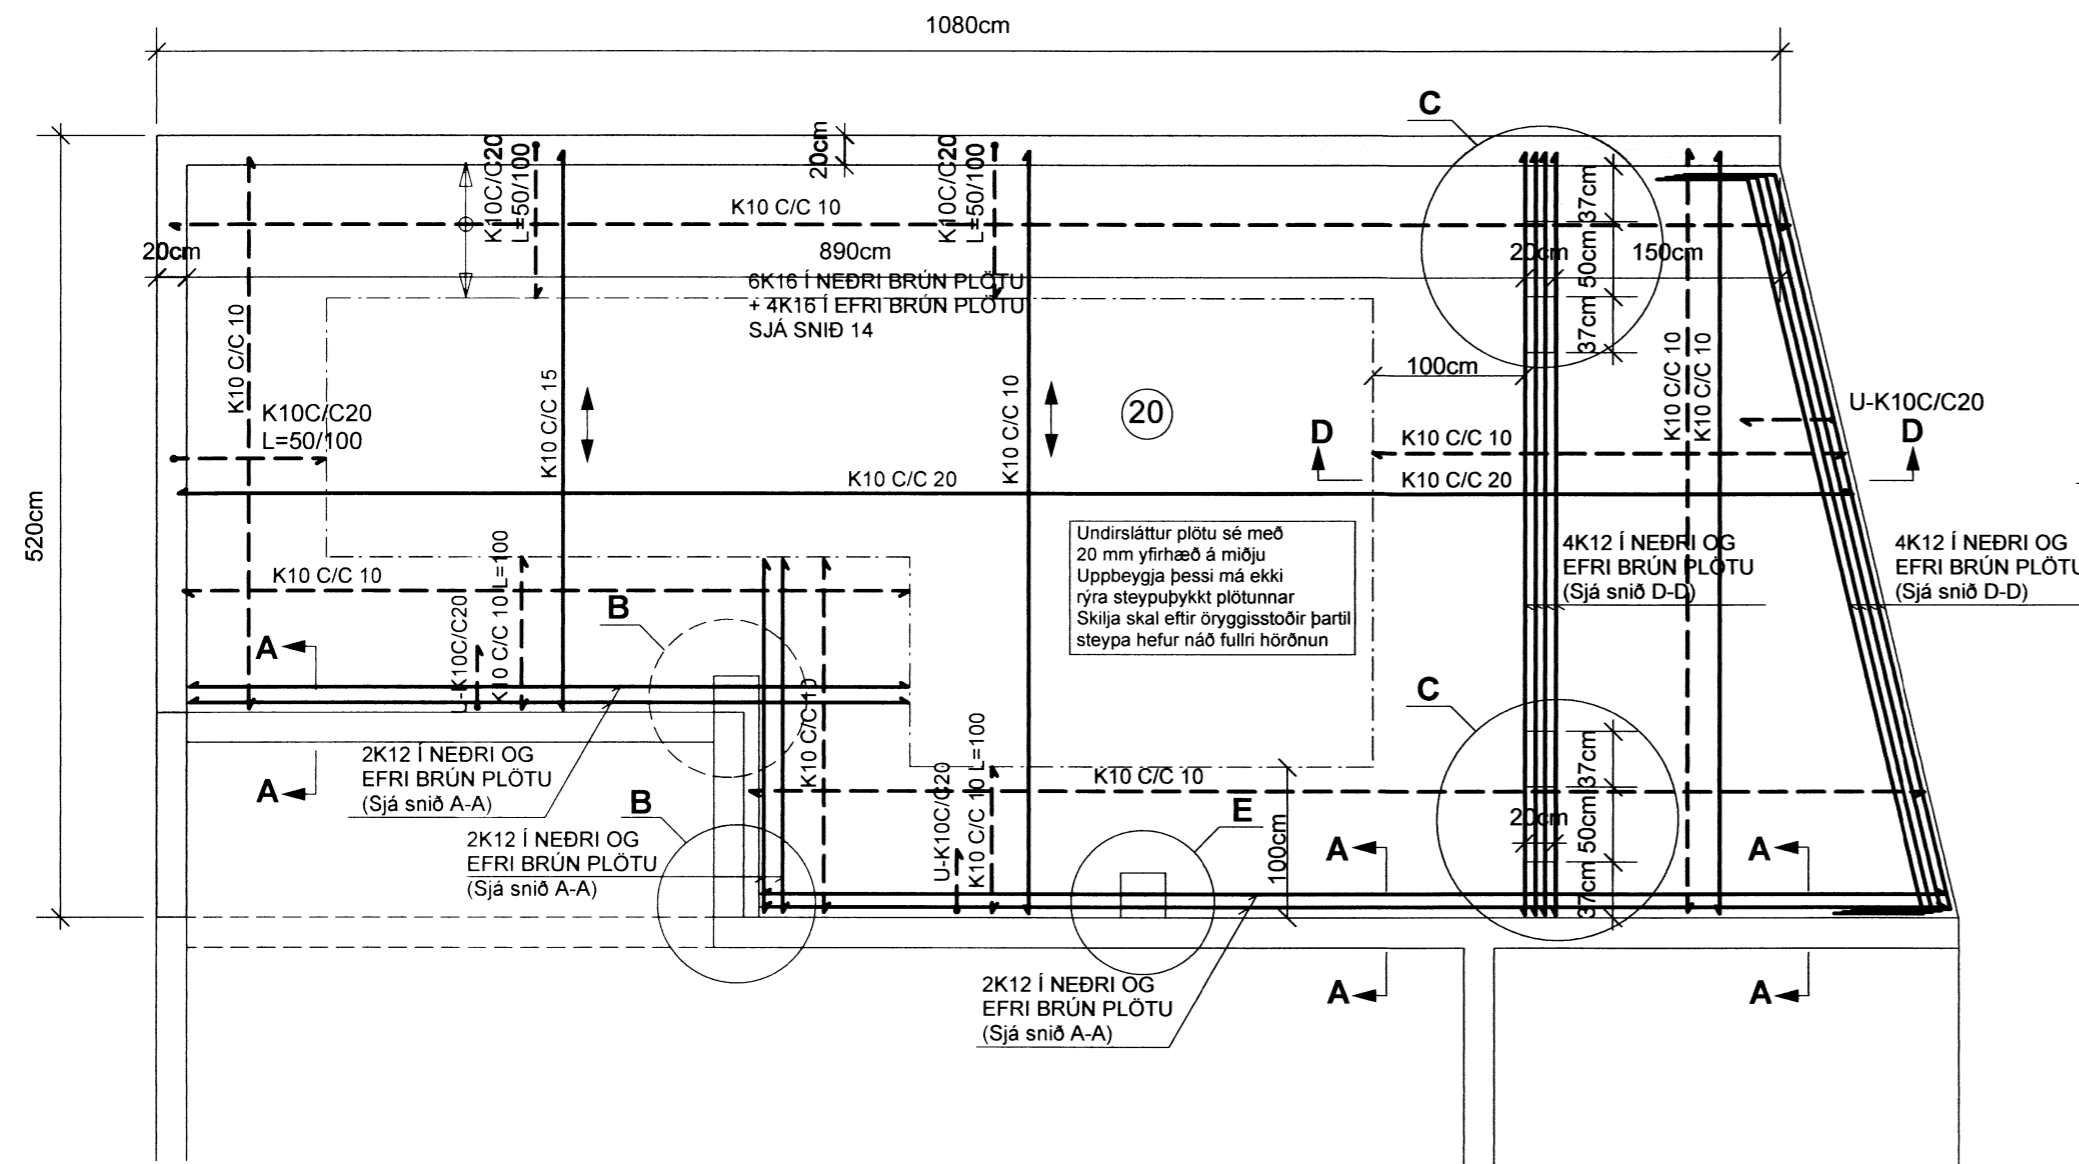 1080cm
C
K10C/C20
L=50/100
20cm
K10C/C20
L=50/100
37cm
K10 C/C 10
20cm
890cm
20cm
50cm
150cm
6K16 Í NEÐRI BRÚN PLÖTU
+ 4K16 Í EFRI BRÚN PLÖTU
SJÁ SNIÐ 14
37cm
K10 C/C 10
K10 C/C 15
K10 C/C 10
100cm
K10 C/C 10
K10 C/C 10
K10C/C20
L=50/100
20
U-K10C/C20
D
D
K10 C/C 10
K10 C/C 20
K10 C/C 20
520cm
Undirsláttur plötu sé með
20 mm yfirhæð á miðju
Uppbeygja þessi má ekki
rýra steypuþykkt plötunnar
Skilja skal eftir öryggisstoðir þartil
steypa hefur náð fullri hörðnun
4K12 Í NEÐRI OG
EFRI BRÚN PLÖTU
(Sjá snið D-D)
4K12 Í NEÐRI OG
EFRI BRÚN PLÖTU
(Sjá snið D-D)
K10 C/C 10
B
A
U-K10C/C20
K10 C/C 10 L=100
K10 C/C 10
C
2K12 Í NEÐRI OG
EFRI BRÚN PLÖTU
(Sjá snið A-A)
A
B
K10 C/C 10
37cm
E
2K12 Í NEÐRI OG
EFRI BRÚN PLÖTU
(Sjá snið A-A)
U-K10C/C20
K10 C/C 10 L=100
100cm
20cm
50cm
A
A
37cm
2K12 Í NEÐRI OG
EFRI BRÚN PLÖTU
(Sjá snið A-A)
A
A